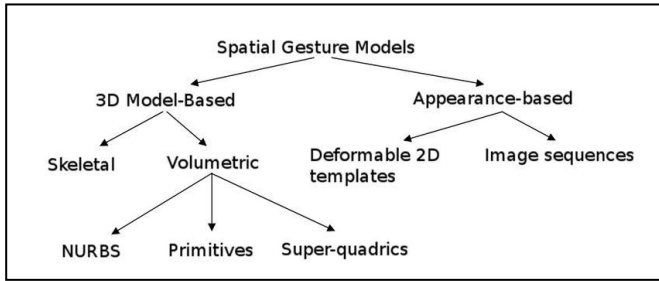 Spatial Gesture Models
3D Model-Based
Appearance-based
Skeletal
Volumetric
Deformable 2D
templates
Image sequences
NURBS
Primitives
Super-quadrics